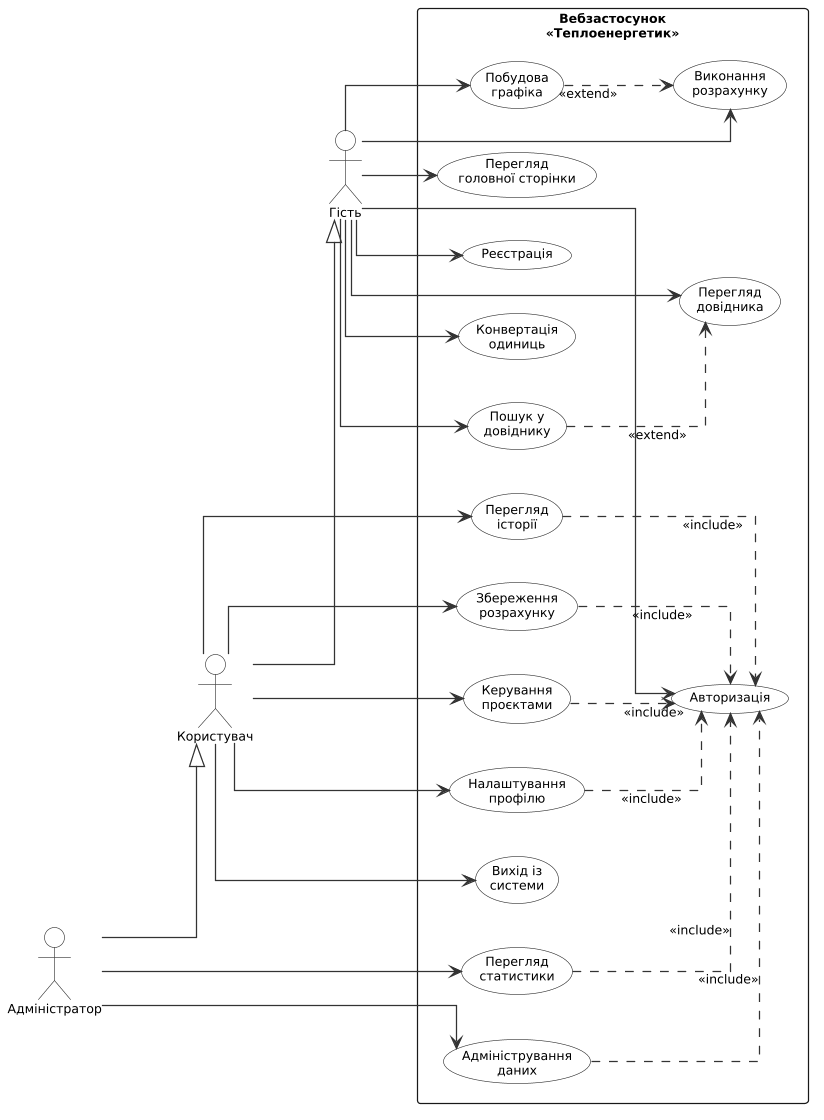 Вебзастосунок
«Теплоенергетик»
Побудова
графіка
«extend»
Виконання
розрахунку
Перегляд
головної сторінки
Гість
Реєстрація
Перегляд
довідника
Конвертація
одиниць
Пошук у
довіднику
«extend»
Перегляд
історії
«include»
Збереження
розрахунку
«include»
Керування
проєктами
«include»
Авторизація
Користувач
Налаштування
профілю
«include»
Вихід із
системи
«include»
Перегляд
статистики
«include»
Адміністратор
Адміністрування
даних